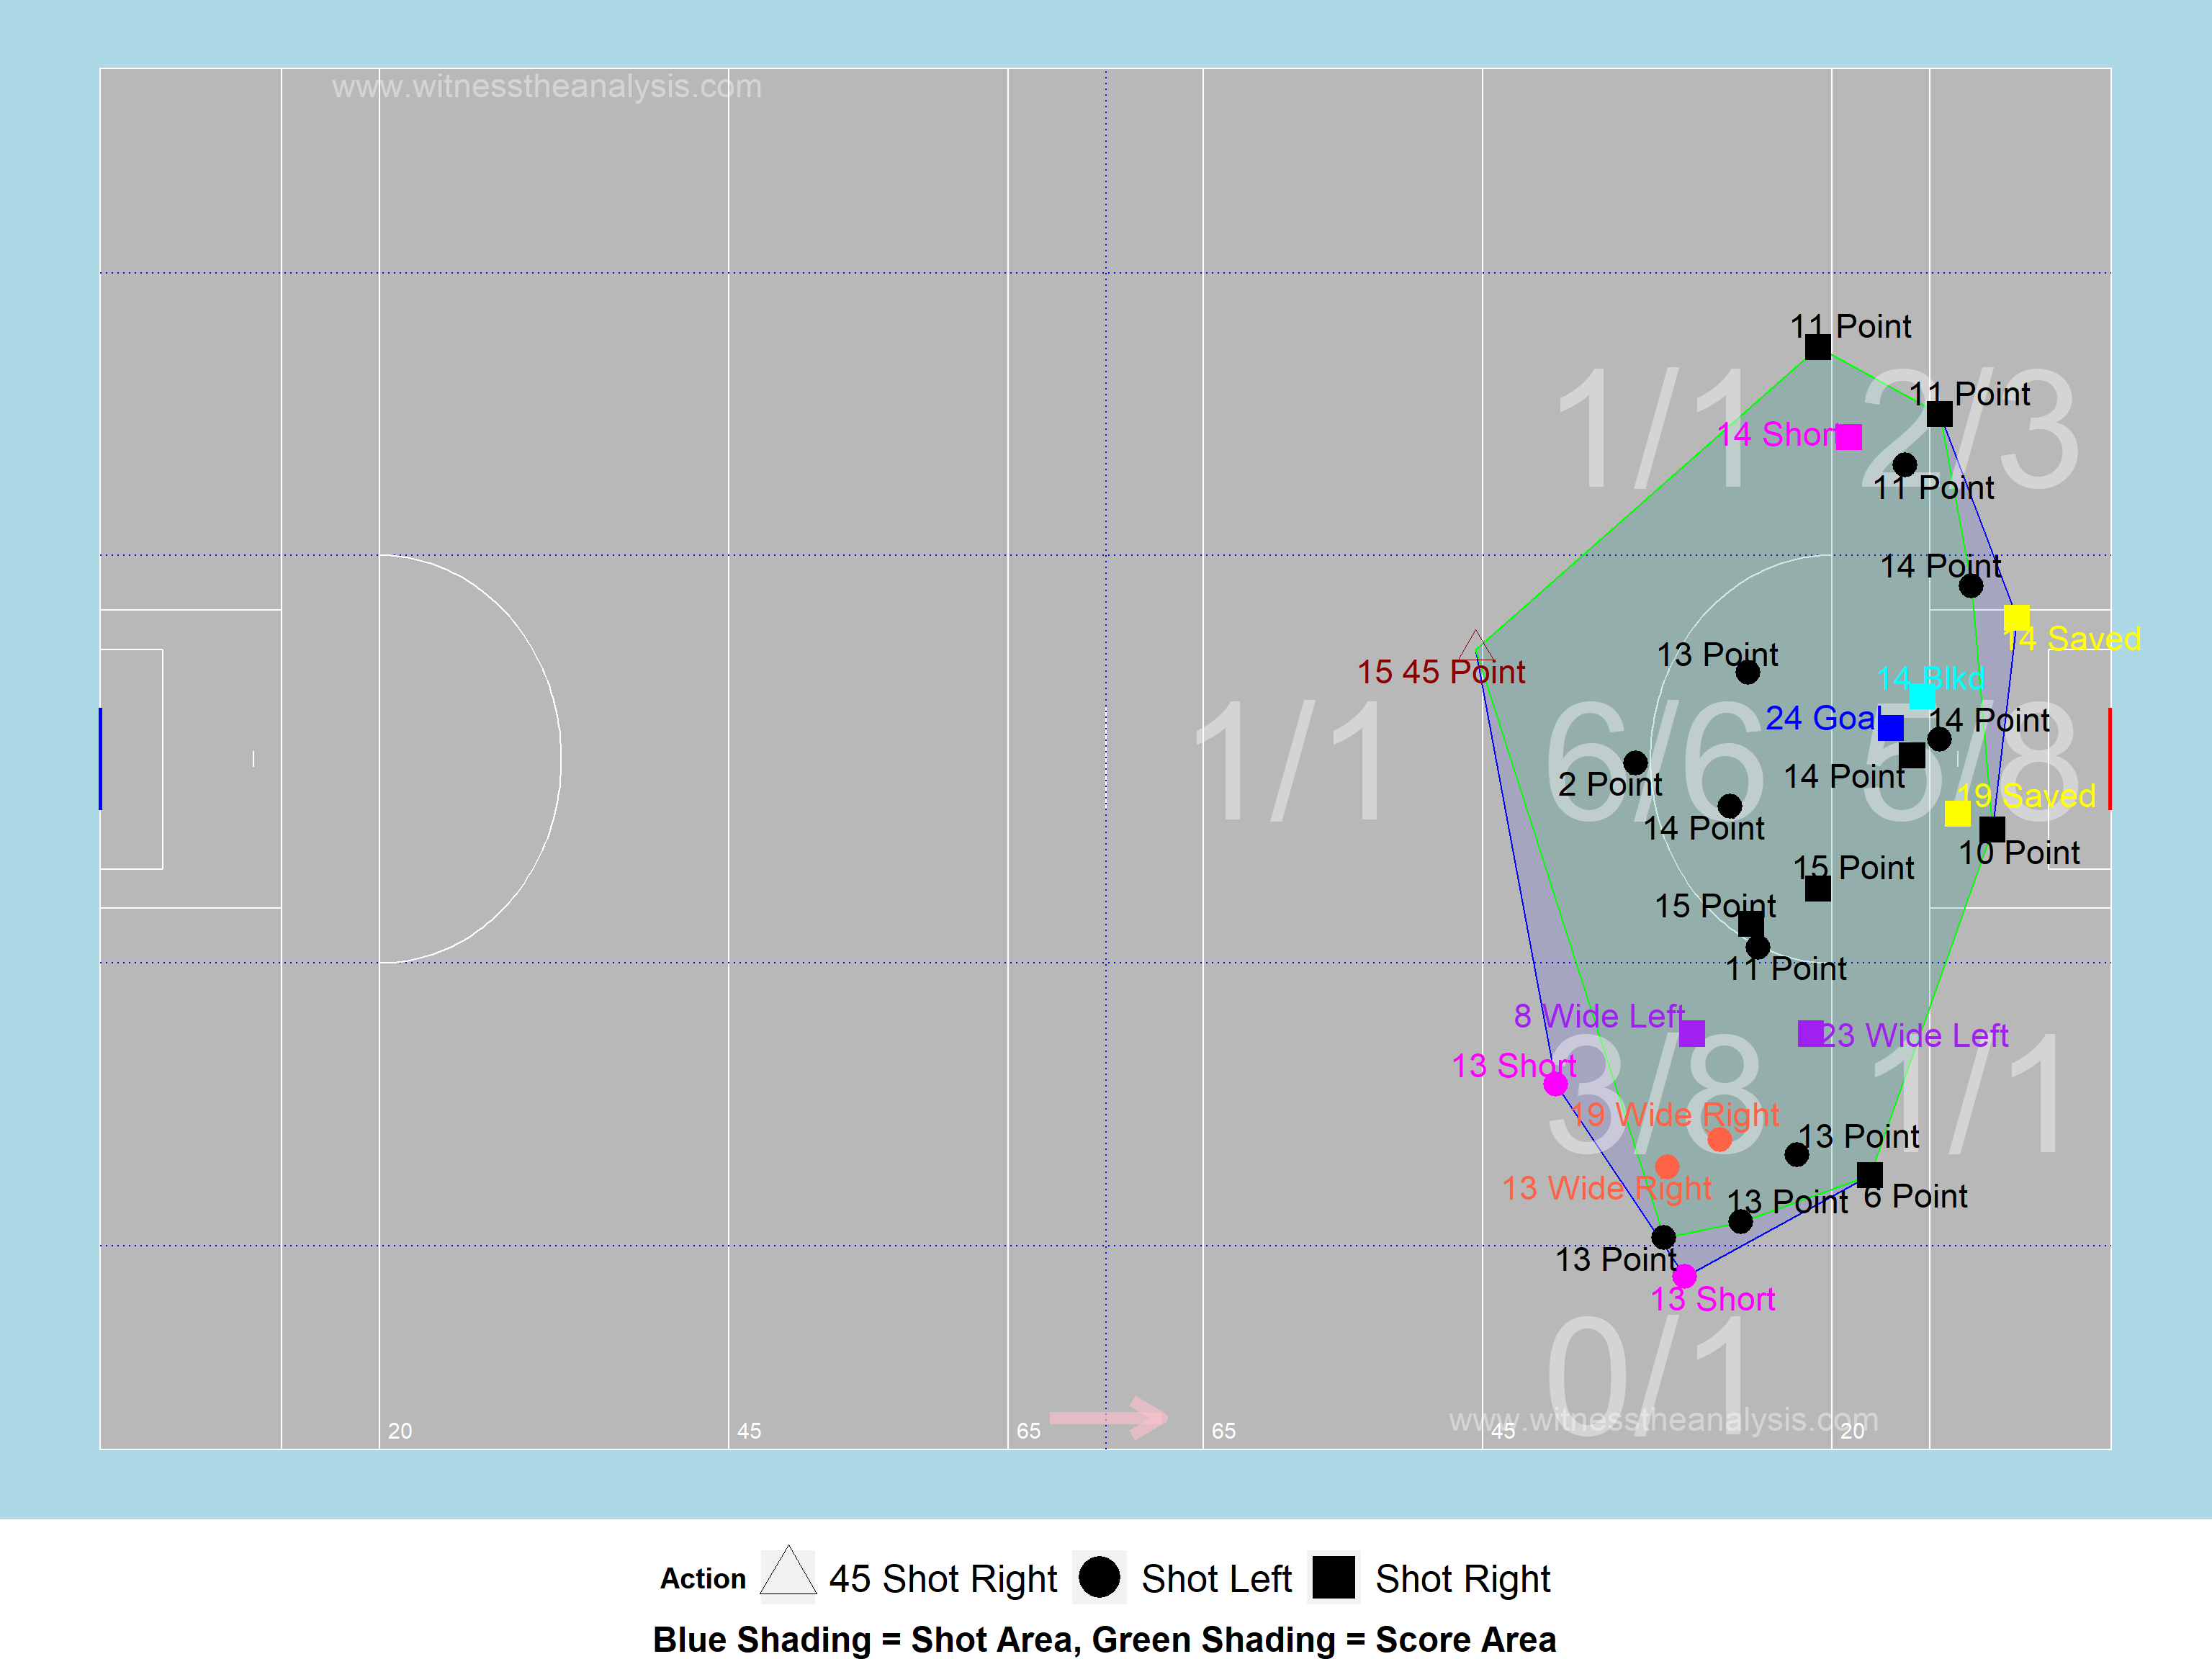 www.witnesstheanalysis.com
11 Point
1/1
2/3
11 Point
14 Short
11 Point
14 Point
14 Saved
13 Point
15 45 Point
14 Blkd
24 Goal
14 Point
1/1
6/6
5/8
14 Point
2 Point
19 Saved
14 Point
10 Point
15 Point
15 Point
11 Point
8 Wide Left
23 Wide Left
13 Short
3/8
1/1
19 Wide Right
13 Point
13 Wide Right
13 Point
6 Point
13 Point
13 Short
0/1
www.witnesstheanalysis.com
20
45
65
65
45
20
Action 45 Shot Right Shot Left Shot Right
Blue Shading = Shot Area, Green Shading = Score Area